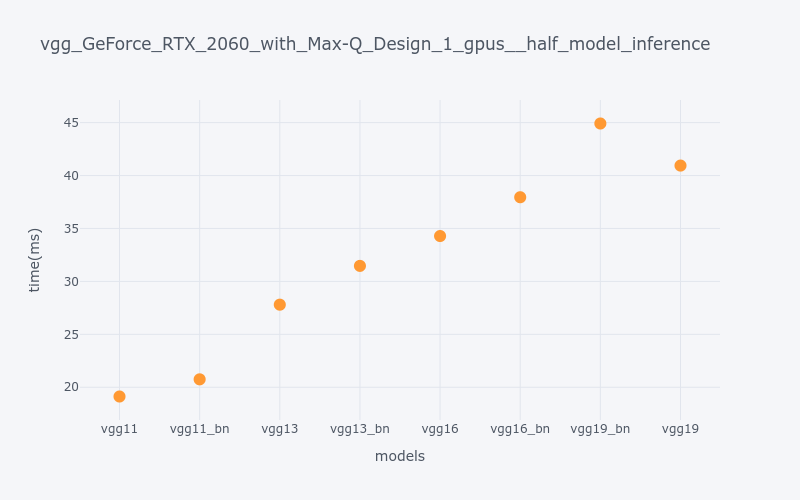 vgg_GeForce_RTX_2060_with_Max-Q_Design_1_gpus__half_model_inference
time(ms)
45
40
35
30
25
20
vgg11 vgg11_bn vgg13 vgg13_bn vgg16 vgg16_bn vgg19_bn vgg19
models